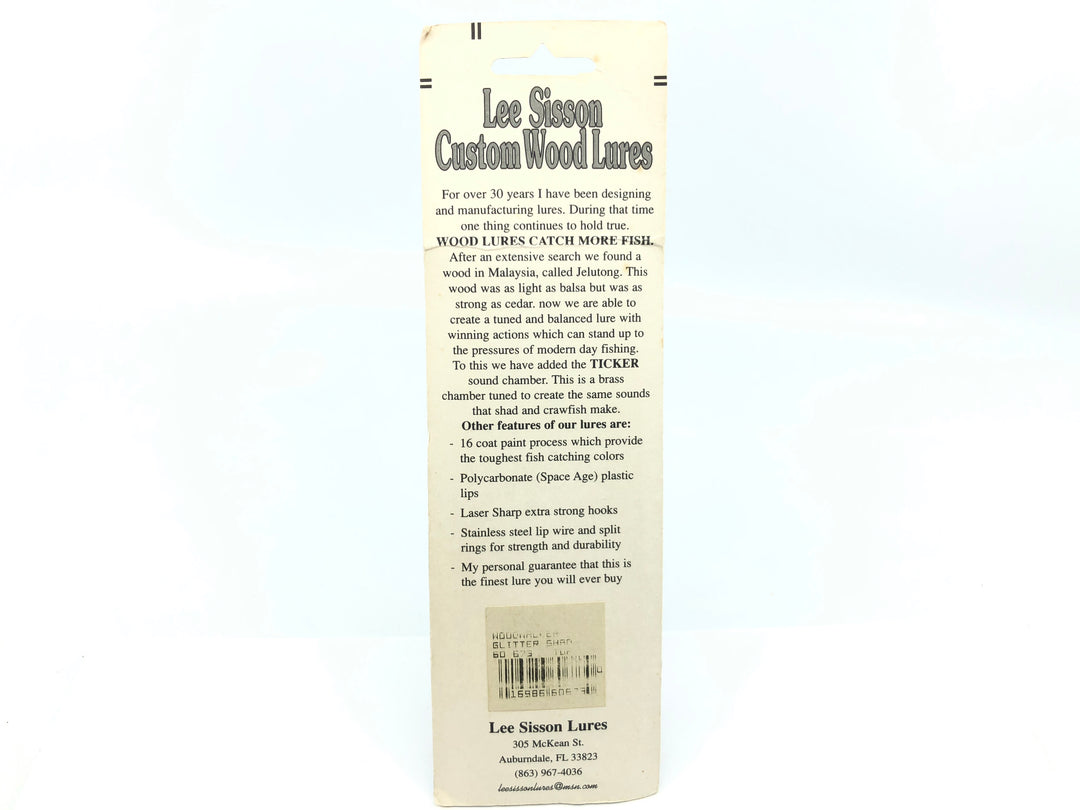 Lee Sisson
Custom Wood Lures
For over 30 years I have been designing
and manufacturing lures. During that time
one thing continues to hold true.
WOOD LURES CATCH MORE FISH.
After an extensive search we found a
wood in Malaysia, called Jelutong. This
wood was as light as balsa but was as
strong as cedar. now we are able to
create a tuned and balanced lure with
winning actions which can stand up to
the pressures of modern day fishing.
To this we have added the TICKER
sound chamber. This is a brass
chamber tuned to create the same sounds
that shad and crawfish make.
Other features of our lures are:
- 16 coat paint process which provide
the toughest fish catching colors
- Polycarbonate (Space Age) plastic
lips
- Laser Sharp extra strong hooks
- Stainless steel lip wire and split
rings for strength and durability
- My personal guarantee that this is
the finest lure you will ever buy
GLITTER SHAD
60 673
Lee Sisson Lures
305 McKean St.
Auburndale, FL 33823
(863) 967-4036
leesissonlures@msn.com